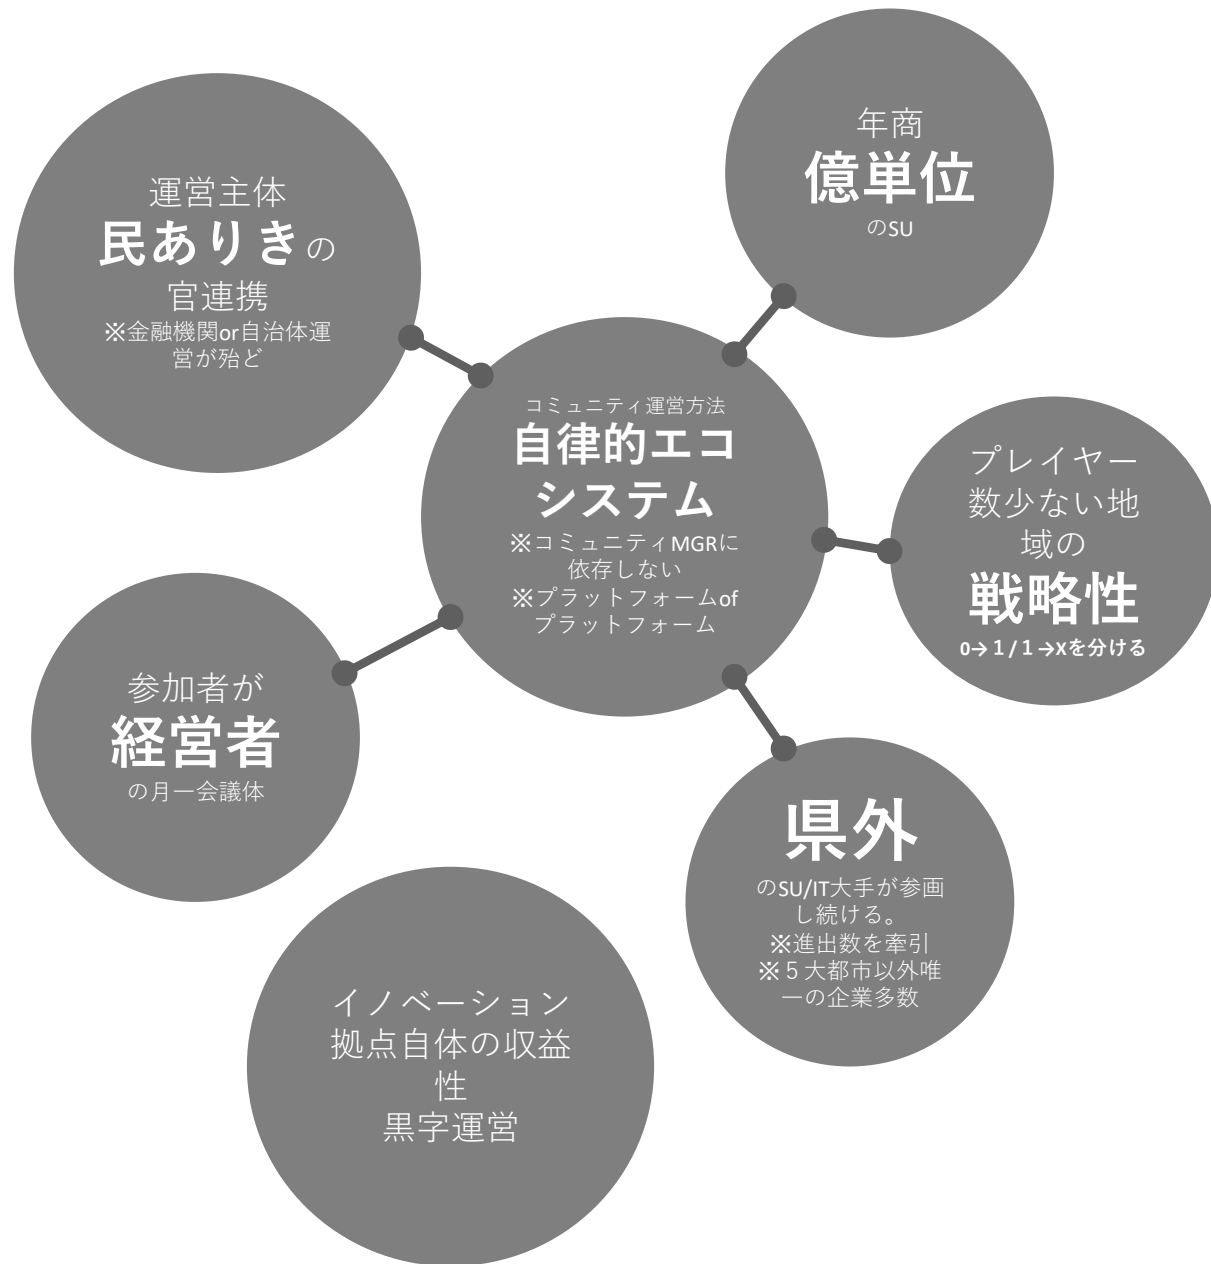 年商
億単位
のSU
運営主体
民ありきの
官連携
※金融機関or自治体運
営が殆ど
コミュニティ運営方法
自律的エコ
システム
※コミュニティMGRに
依存しない
※プラットフォームof
プラットフォーム
プレイヤー
数少ない地
域の
戦略性
0→１/１→Xを分ける
参加者が
経営者
の月一会議体
県外
のSU/IT大手が参画
し続ける。
※進出数を牽引
※５大都市以外唯
一の企業多数
イノベーション
拠点自体の収益
性
黒字運営